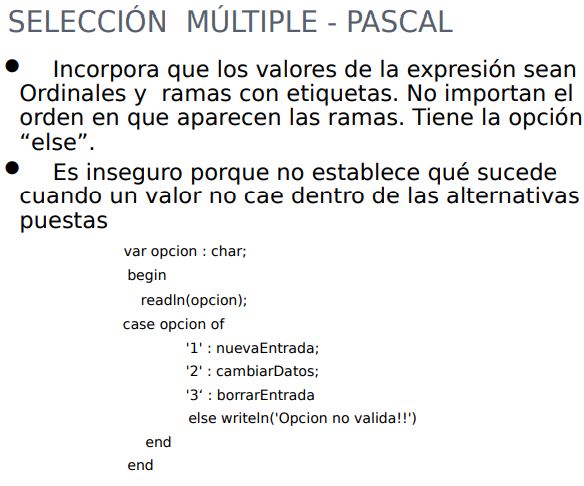 SELECCIÓN  MÚLTIPLE - PASCAL
● Incorpora que los valores de la expresión sean
Ordinales y  ramas con etiquetas. No importan el
orden en que aparecen las ramas. Tiene la opción
“else”.
● Es inseguro porque no establece qué sucede
cuando un valor no cae dentro de las alternativas
puestas
var opcion : char;
begin
readln(opcion);
case opcion of
'1' : nuevaEntrada;
'2' : cambiarDatos;
'3‘ : borrarEntrada
else writeln('Opcion no valida!!')
end
end